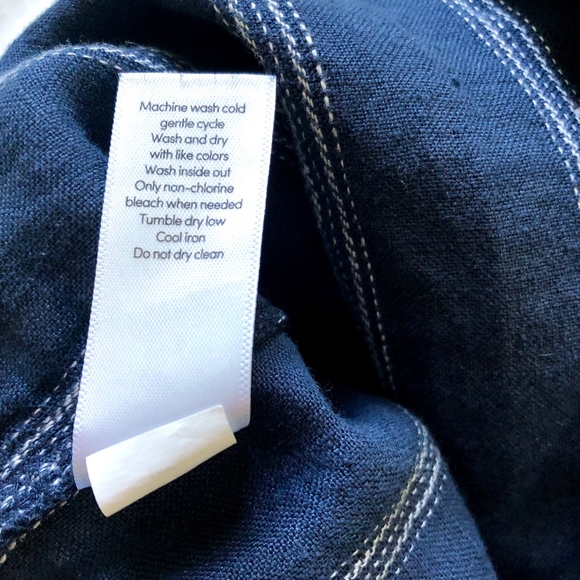 Machine wash cold
gentle cycle
Wash and dry
with like colors
Wash inside out
Only non-chlorine
bleach when needed
Tumble dry low
Cool iron
Do not dry clean